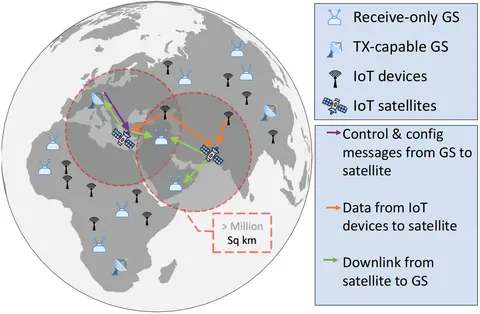 Receive-only GS
TX-capable GS
IoT devices
IoT satellites
Control & config
messages from GS to
satellite
Data from IoT
devices to satellite
Downlink from
satellite to GS
> Million
Sq km